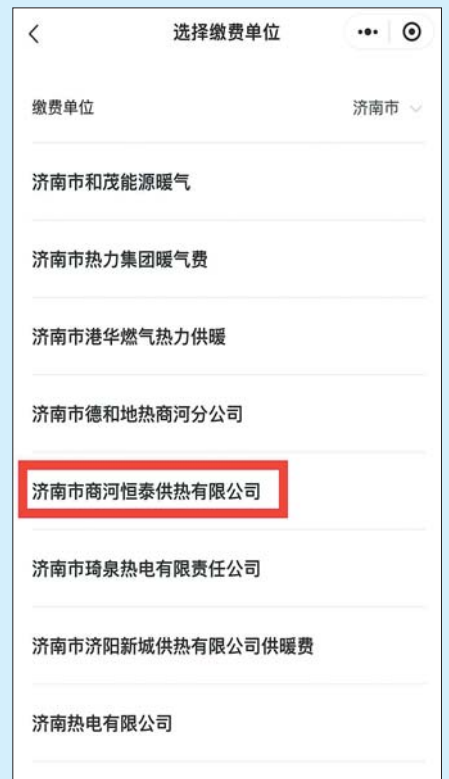 选择缴费单位
缴费单位 济南市
济南市和茂能源暖气
济南市热力集团暖气费
济南市港华燃气热力供暖
济南市德和地热商河分公司
济南市商河恒泰供热有限公司
济南市琦泉热电有限责任公司
济南市济阳新城供热有限公司供暖费
济南热电有限公司